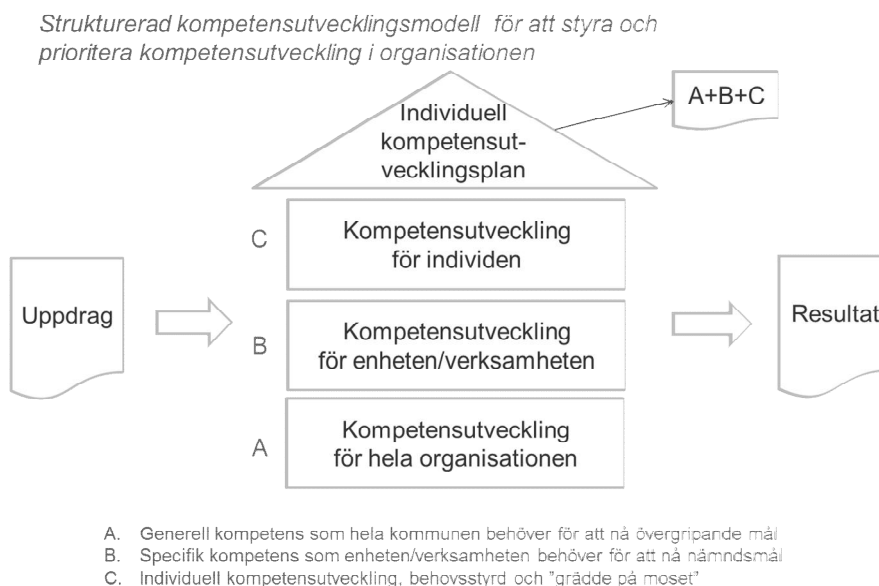 Strukturerad kompetensutvecklingsmodell för att styra och
prioritera kompetensutveckling i organisationen
A+B+C
Individuell
kompetensut-
vecklingsplan
C
Kompetensutveckling
för individen
Uppdrag
Resultat
B
Kompetensutveckling
för enheten/verksamheten
A
Kompetensutveckling
för hela organisationen
A. Generell kompetens som hela kommunen behöver för att nå övergripande mål
B. Specifik kompetens som enheten/verksamheten behöver för att nå nämndsmål
C. Individuell kompetensutveckling, behovsstyrd och "grädde på moset"